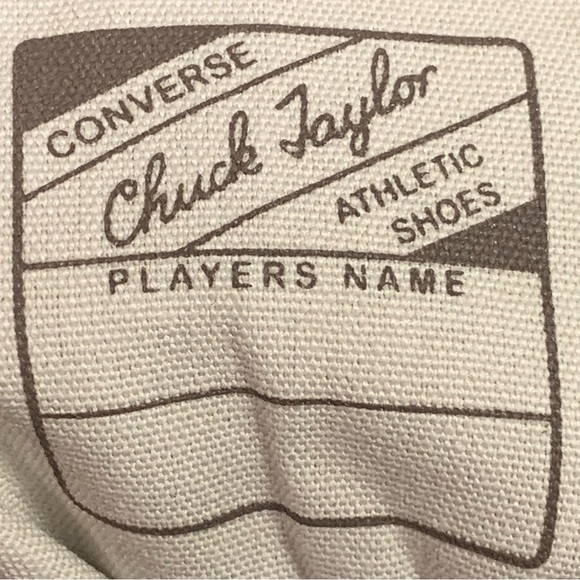 CONVERSE
Chuck Taylor
ATHLETIC
SHOES
PLAYERS NAME